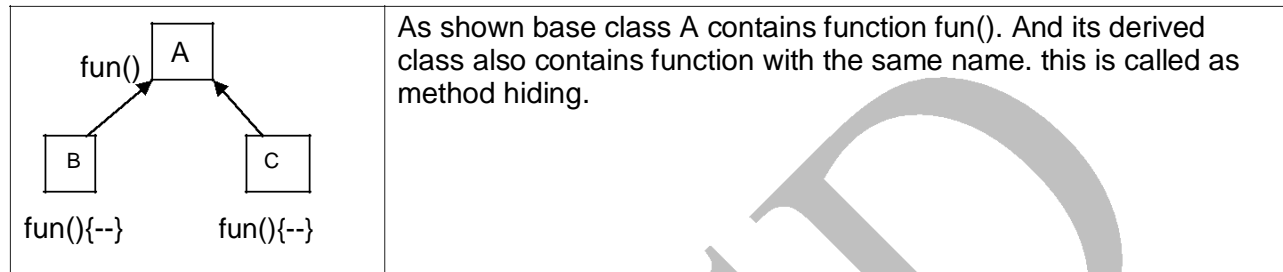 A
fun()
B
C
fun(){--}
fun(){--}
As shown base class A contains function fun(). And its derived
class also contains function with the same name. this is called as
method hiding.